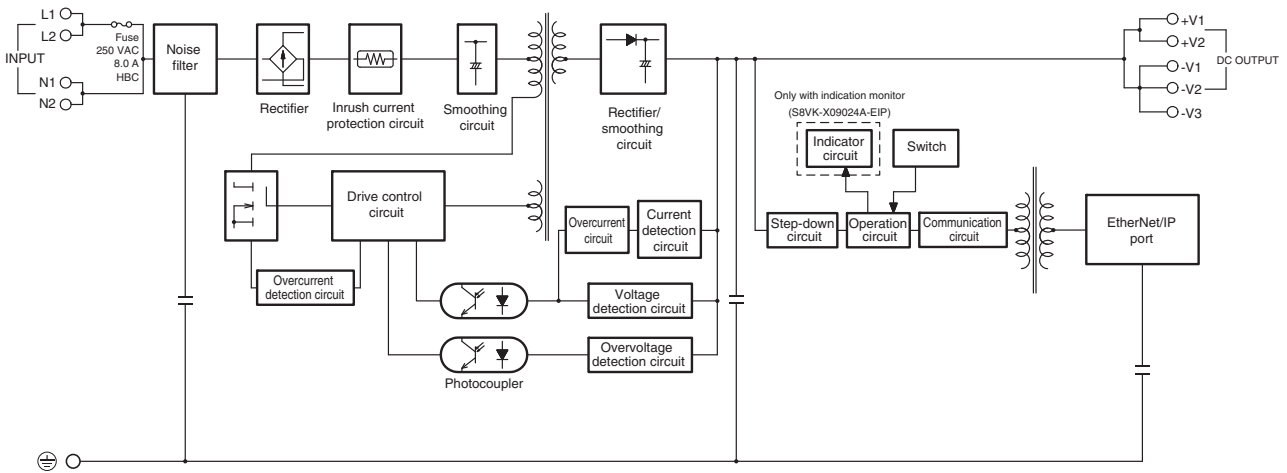 L1
L2
INPUT
N1
N2
Fuse
250 VAC
8.0 A
HBC
Noise
filter
Rectifier
Inrush current
protection circuit
Smoothing
circuit
Rectifier/
smoothing
circuit
+V1
+V2
-V1
-V2
-V3
DC OUTPUT
Only with indication monitor
(S8VK-X09024A-EIP)
Indicator
circuit
Switch
Drive control
circuit
Overcurrent
circuit
Current
detection
circuit
Step-down
circuit
Operation
circuit
Communication
circuit
EtherNet/IP
port
Overcurrent
detection circuit
Voltage
detection circuit
Overvoltage
detection circuit
Photocoupler